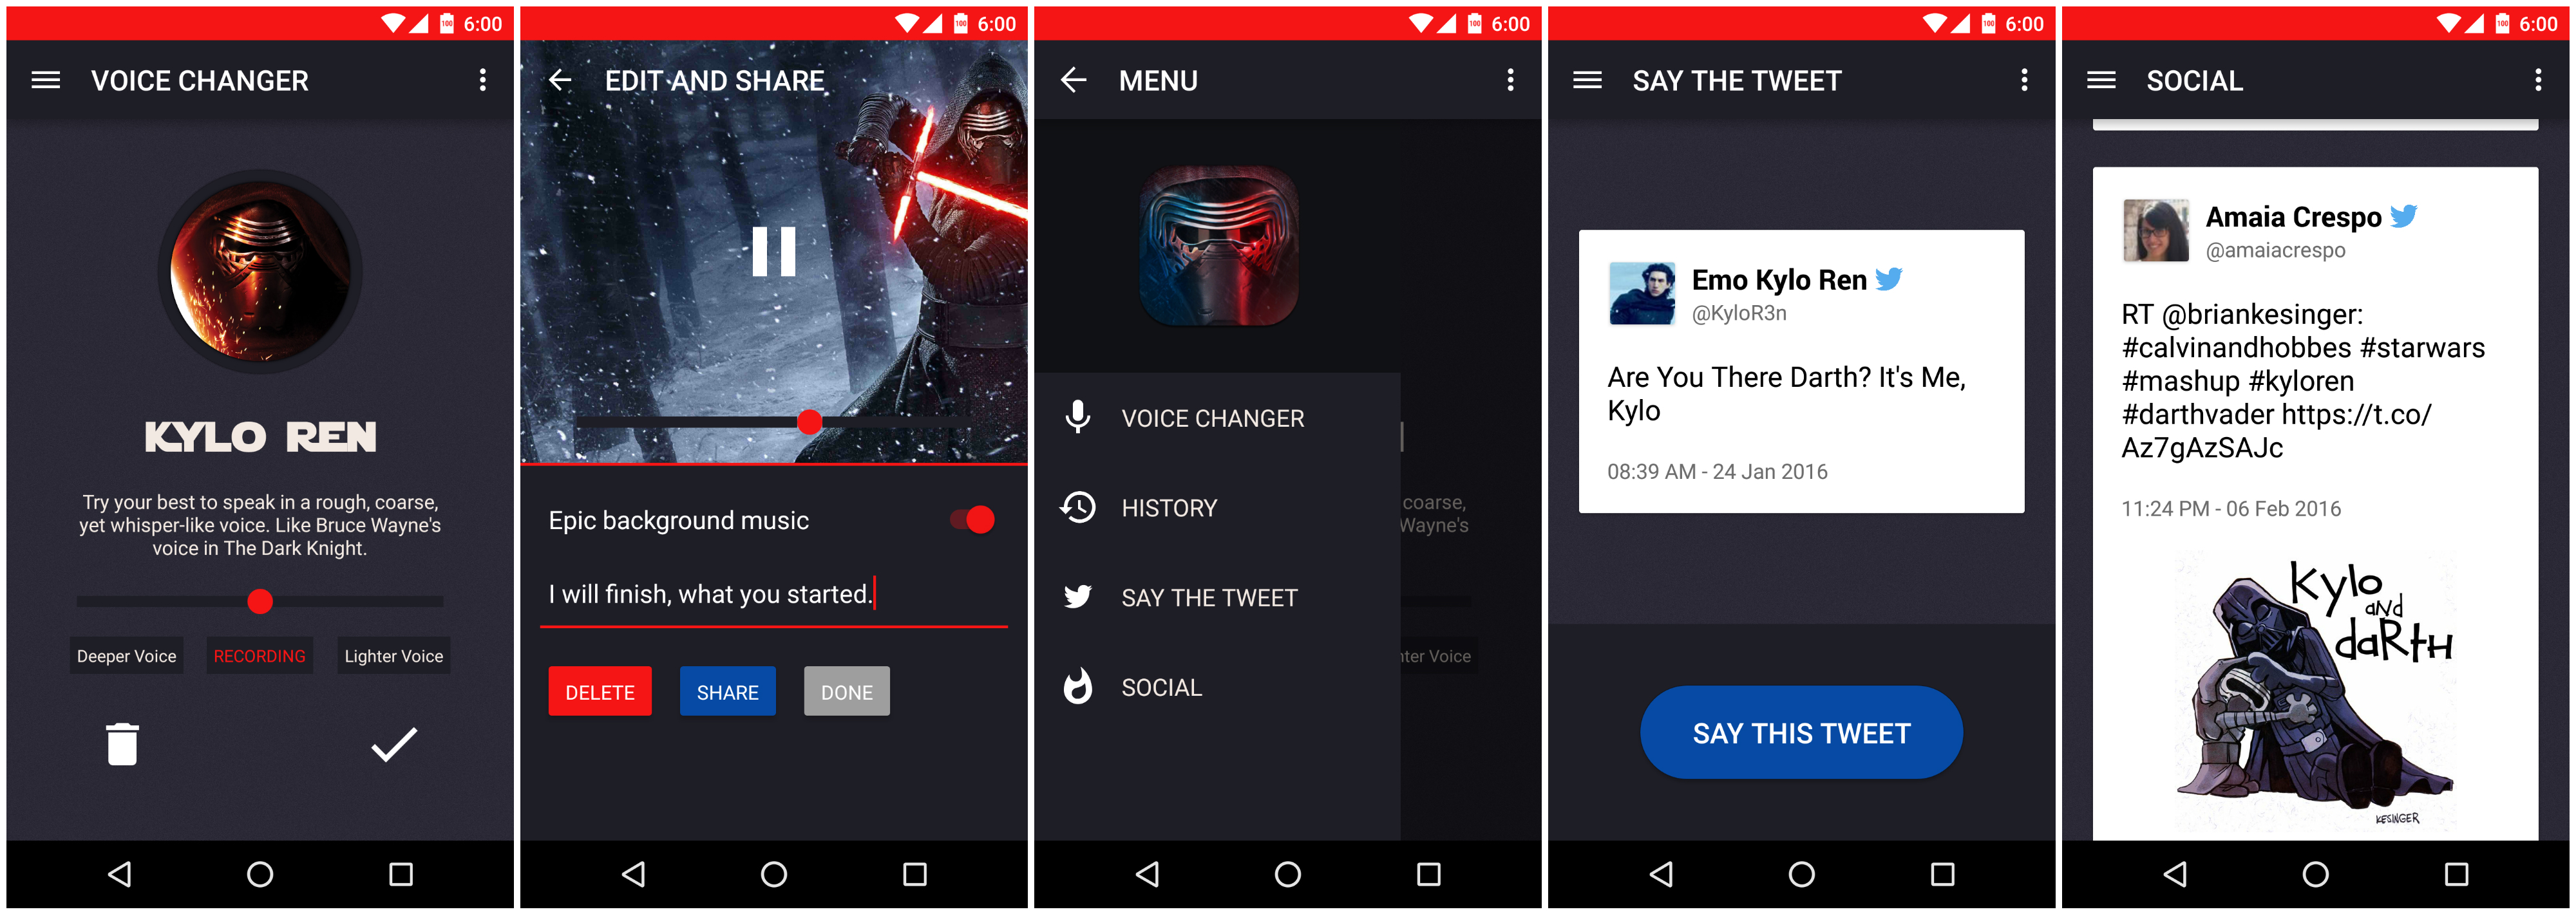 6:00
VOICE CHANGER
KYLO REN
Try your best to speak in a rough, coarse,
yet whisper-like voice. Like Bruce Wayne's
voice in The Dark Knight.
Deeper Voice
RECORDING
Lighter Voice
6:00
EDIT AND SHARE
Epic background music
I will finish, what you started.
DELETE
SHARE
DONE
6:00
MENU
VOICE CHANGER
HISTORY
SAY THE TWEET
SOCIAL
coarse,
Wayne's
nter Voice
6:00
SAY THE TWEET
Emo Kylo Ren
@KyloR3n
Are You There Darth? It's Me,
Kylo
08:39 AM - 24 Jan 2016
SAY THIS TWEET
6:00
SOCIAL
Amaia Crespo
@amaiacrespo
RT @briankesinger:
#calvinandhobbes #starwars
#mashup #kyloren
#darthvader https://t.co/
Az7gAzSAJc
11:24 PM - 06 Feb 2016
Kylo
and
daRth
KESINGER